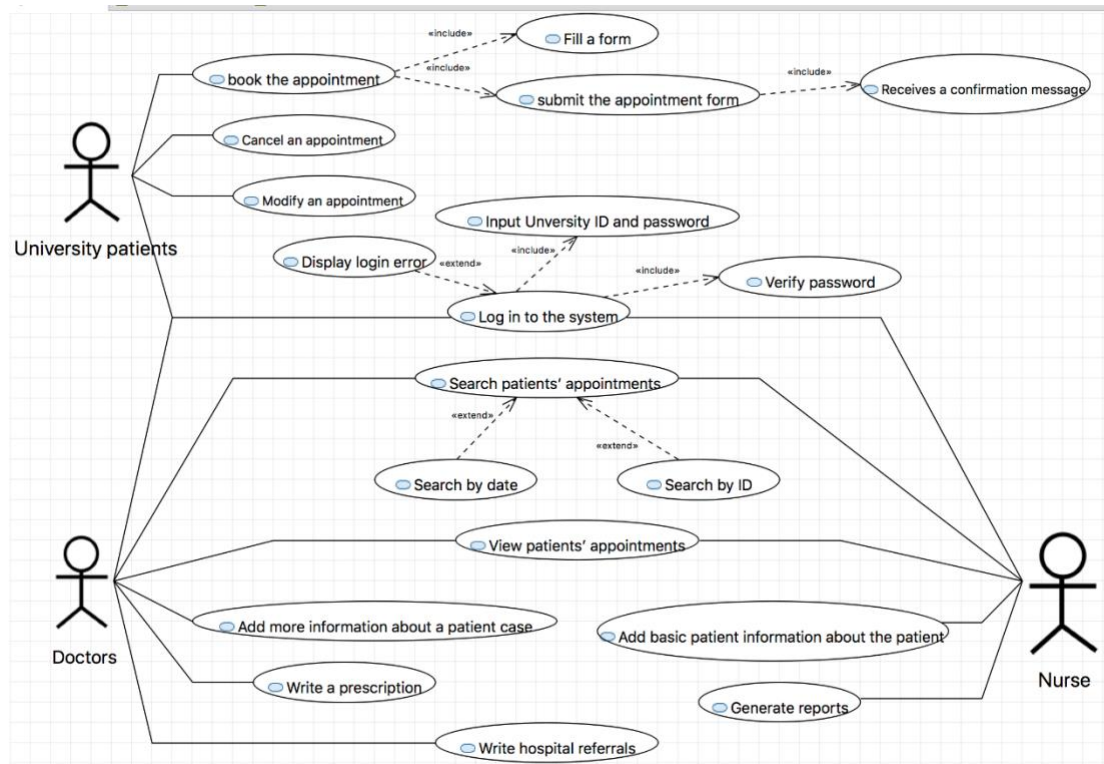 «include»
Fill a form
book the appointment
«include»
submit the appointment form
«include»
Receives a confirmation message
Cancel an appointment
Modify an appointment
University patients
Input Unversity ID and password
Display login error
«extend»
«include»
«include»
Verify password
Log in to the system
Search patients' appointments
«extend»
«extend»
Search by date
Search by ID
View patients' appointments
Add more information about a patient case
Add basic patient information about the patient
Doctors
Nurse
Write a prescription
Generate reports
Write hospital referrals